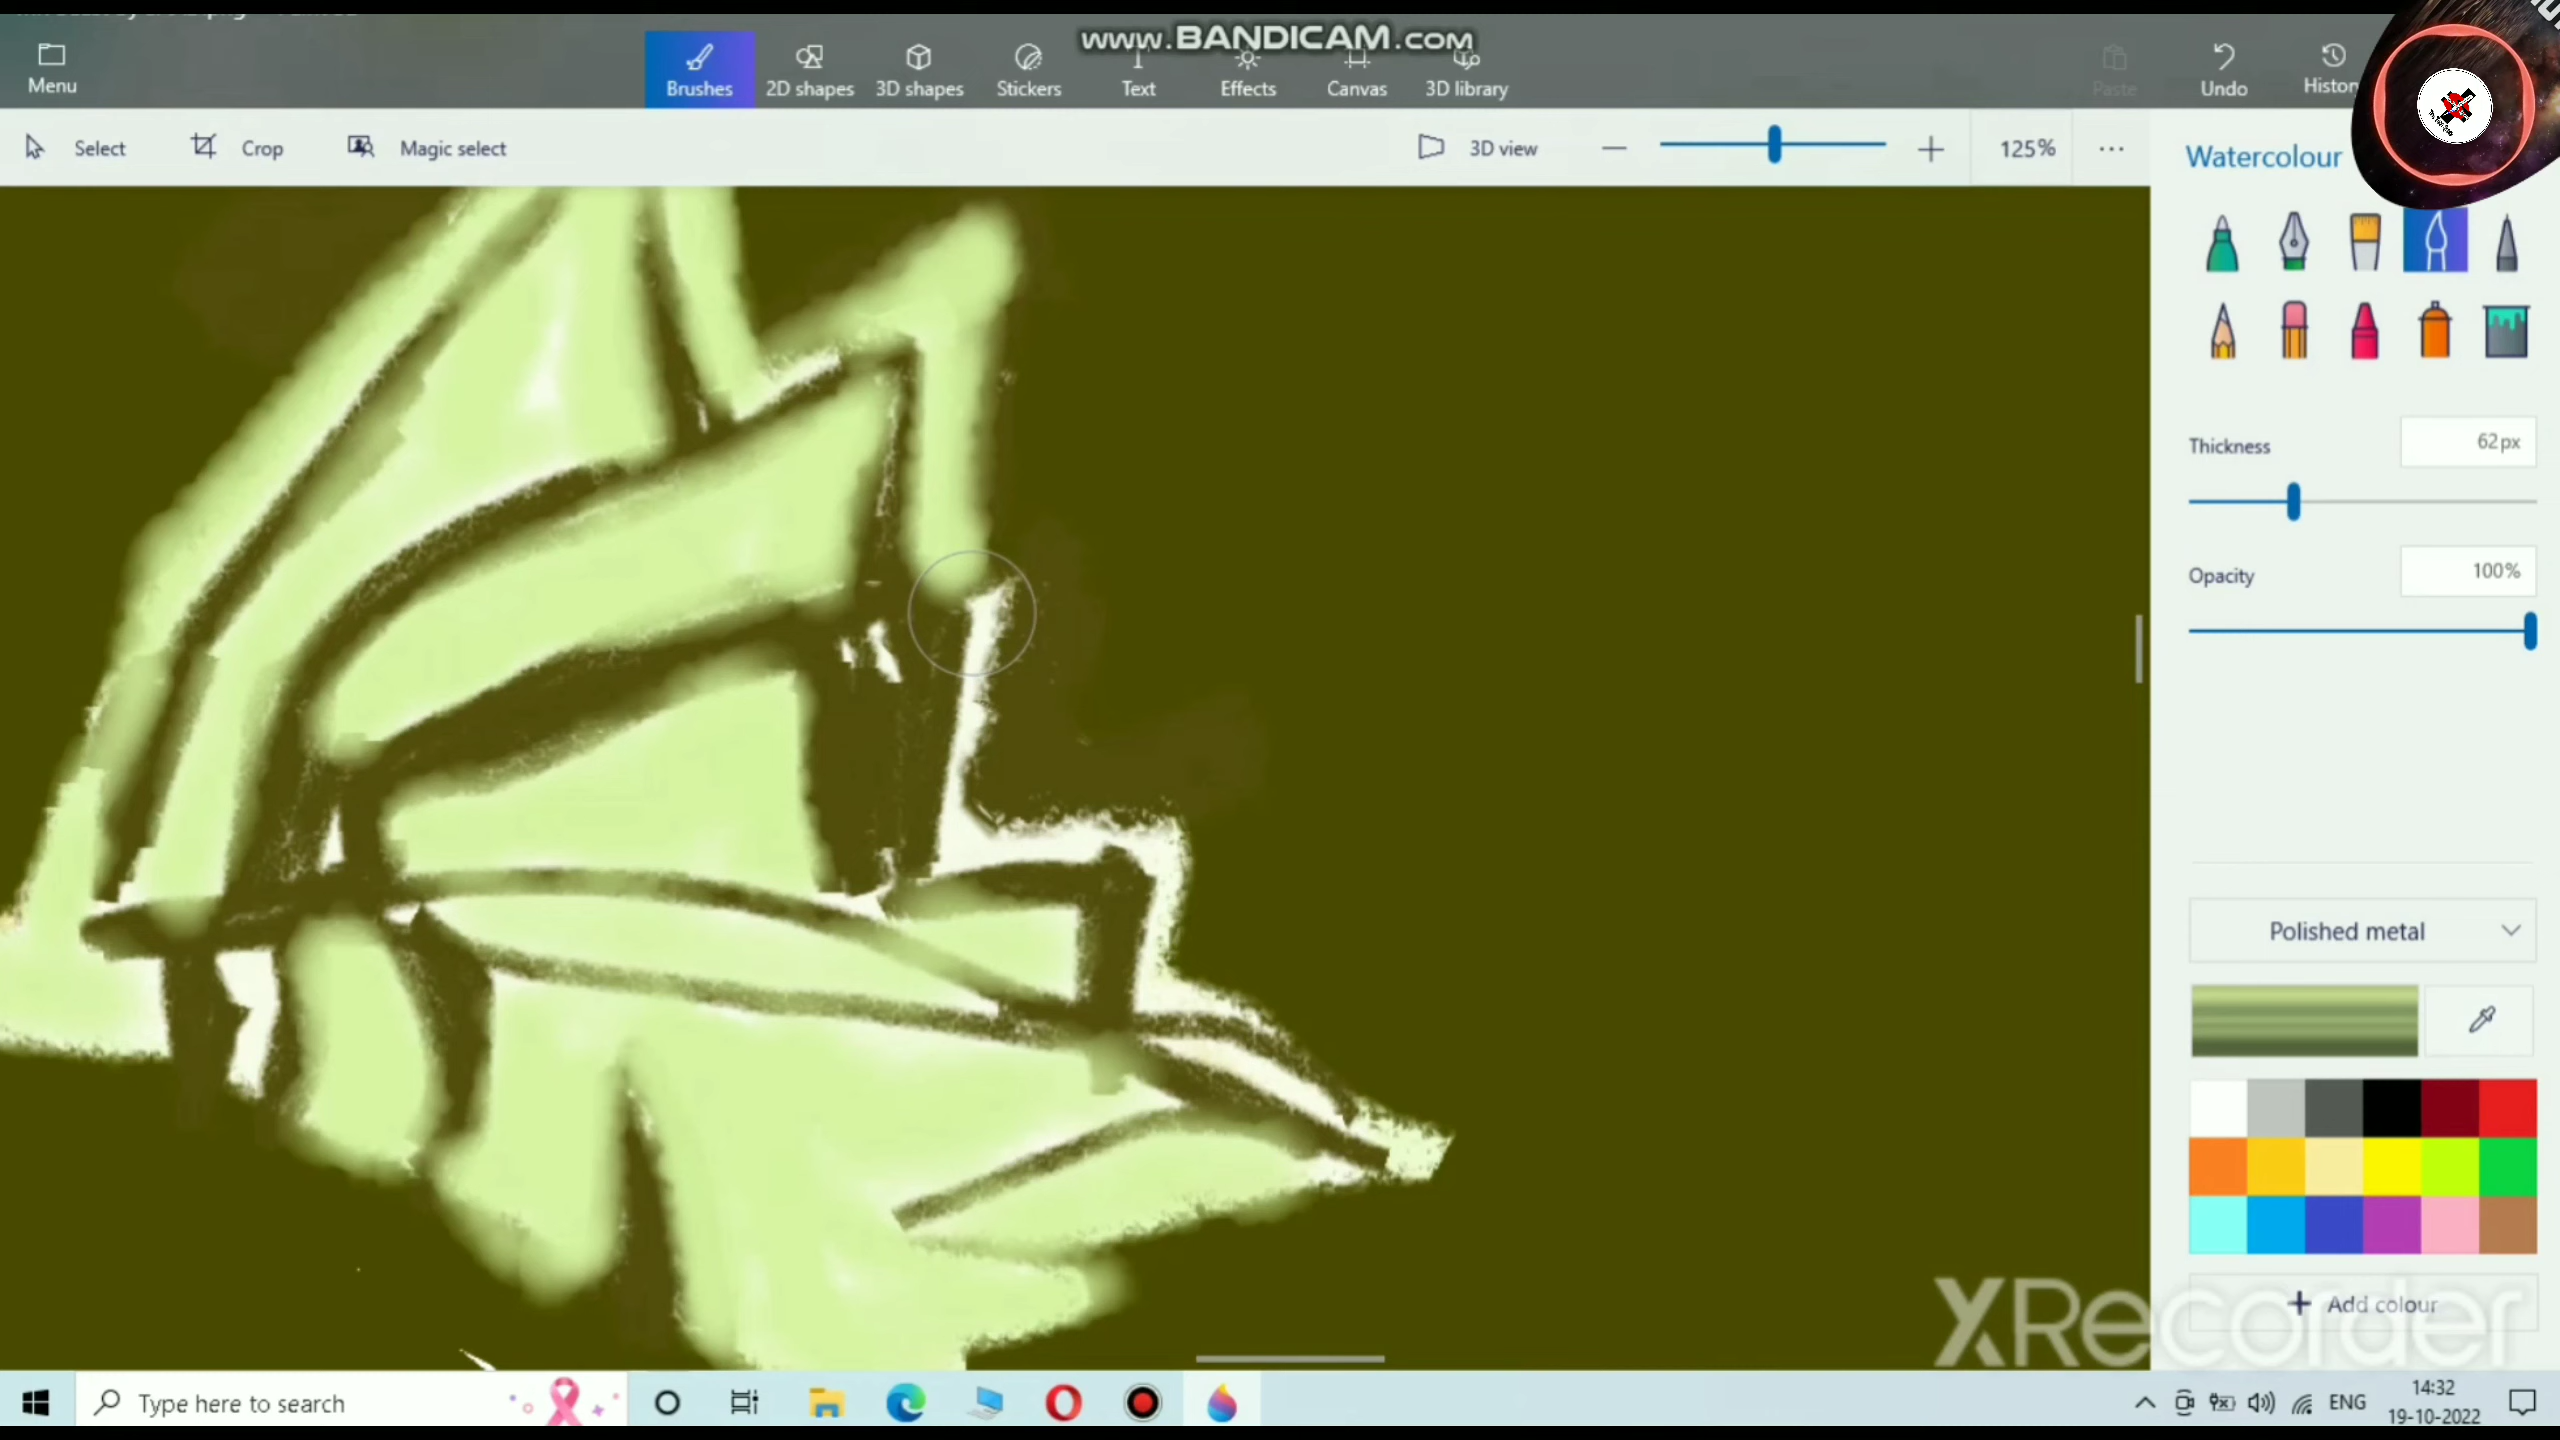 www.BANDICAM.com
Menu
Brushes
2D shapes
3D shapes
Stickers
Text
Effects
Canvas
3D library
Paste
Undo
Select
Crop
Magic select
3D view
125%
Watercolour
Thickness
62px
Opacity
100%
Polished metal
Add colour
XRecorder
Type here to search
ENG
14:32
19-10-2022